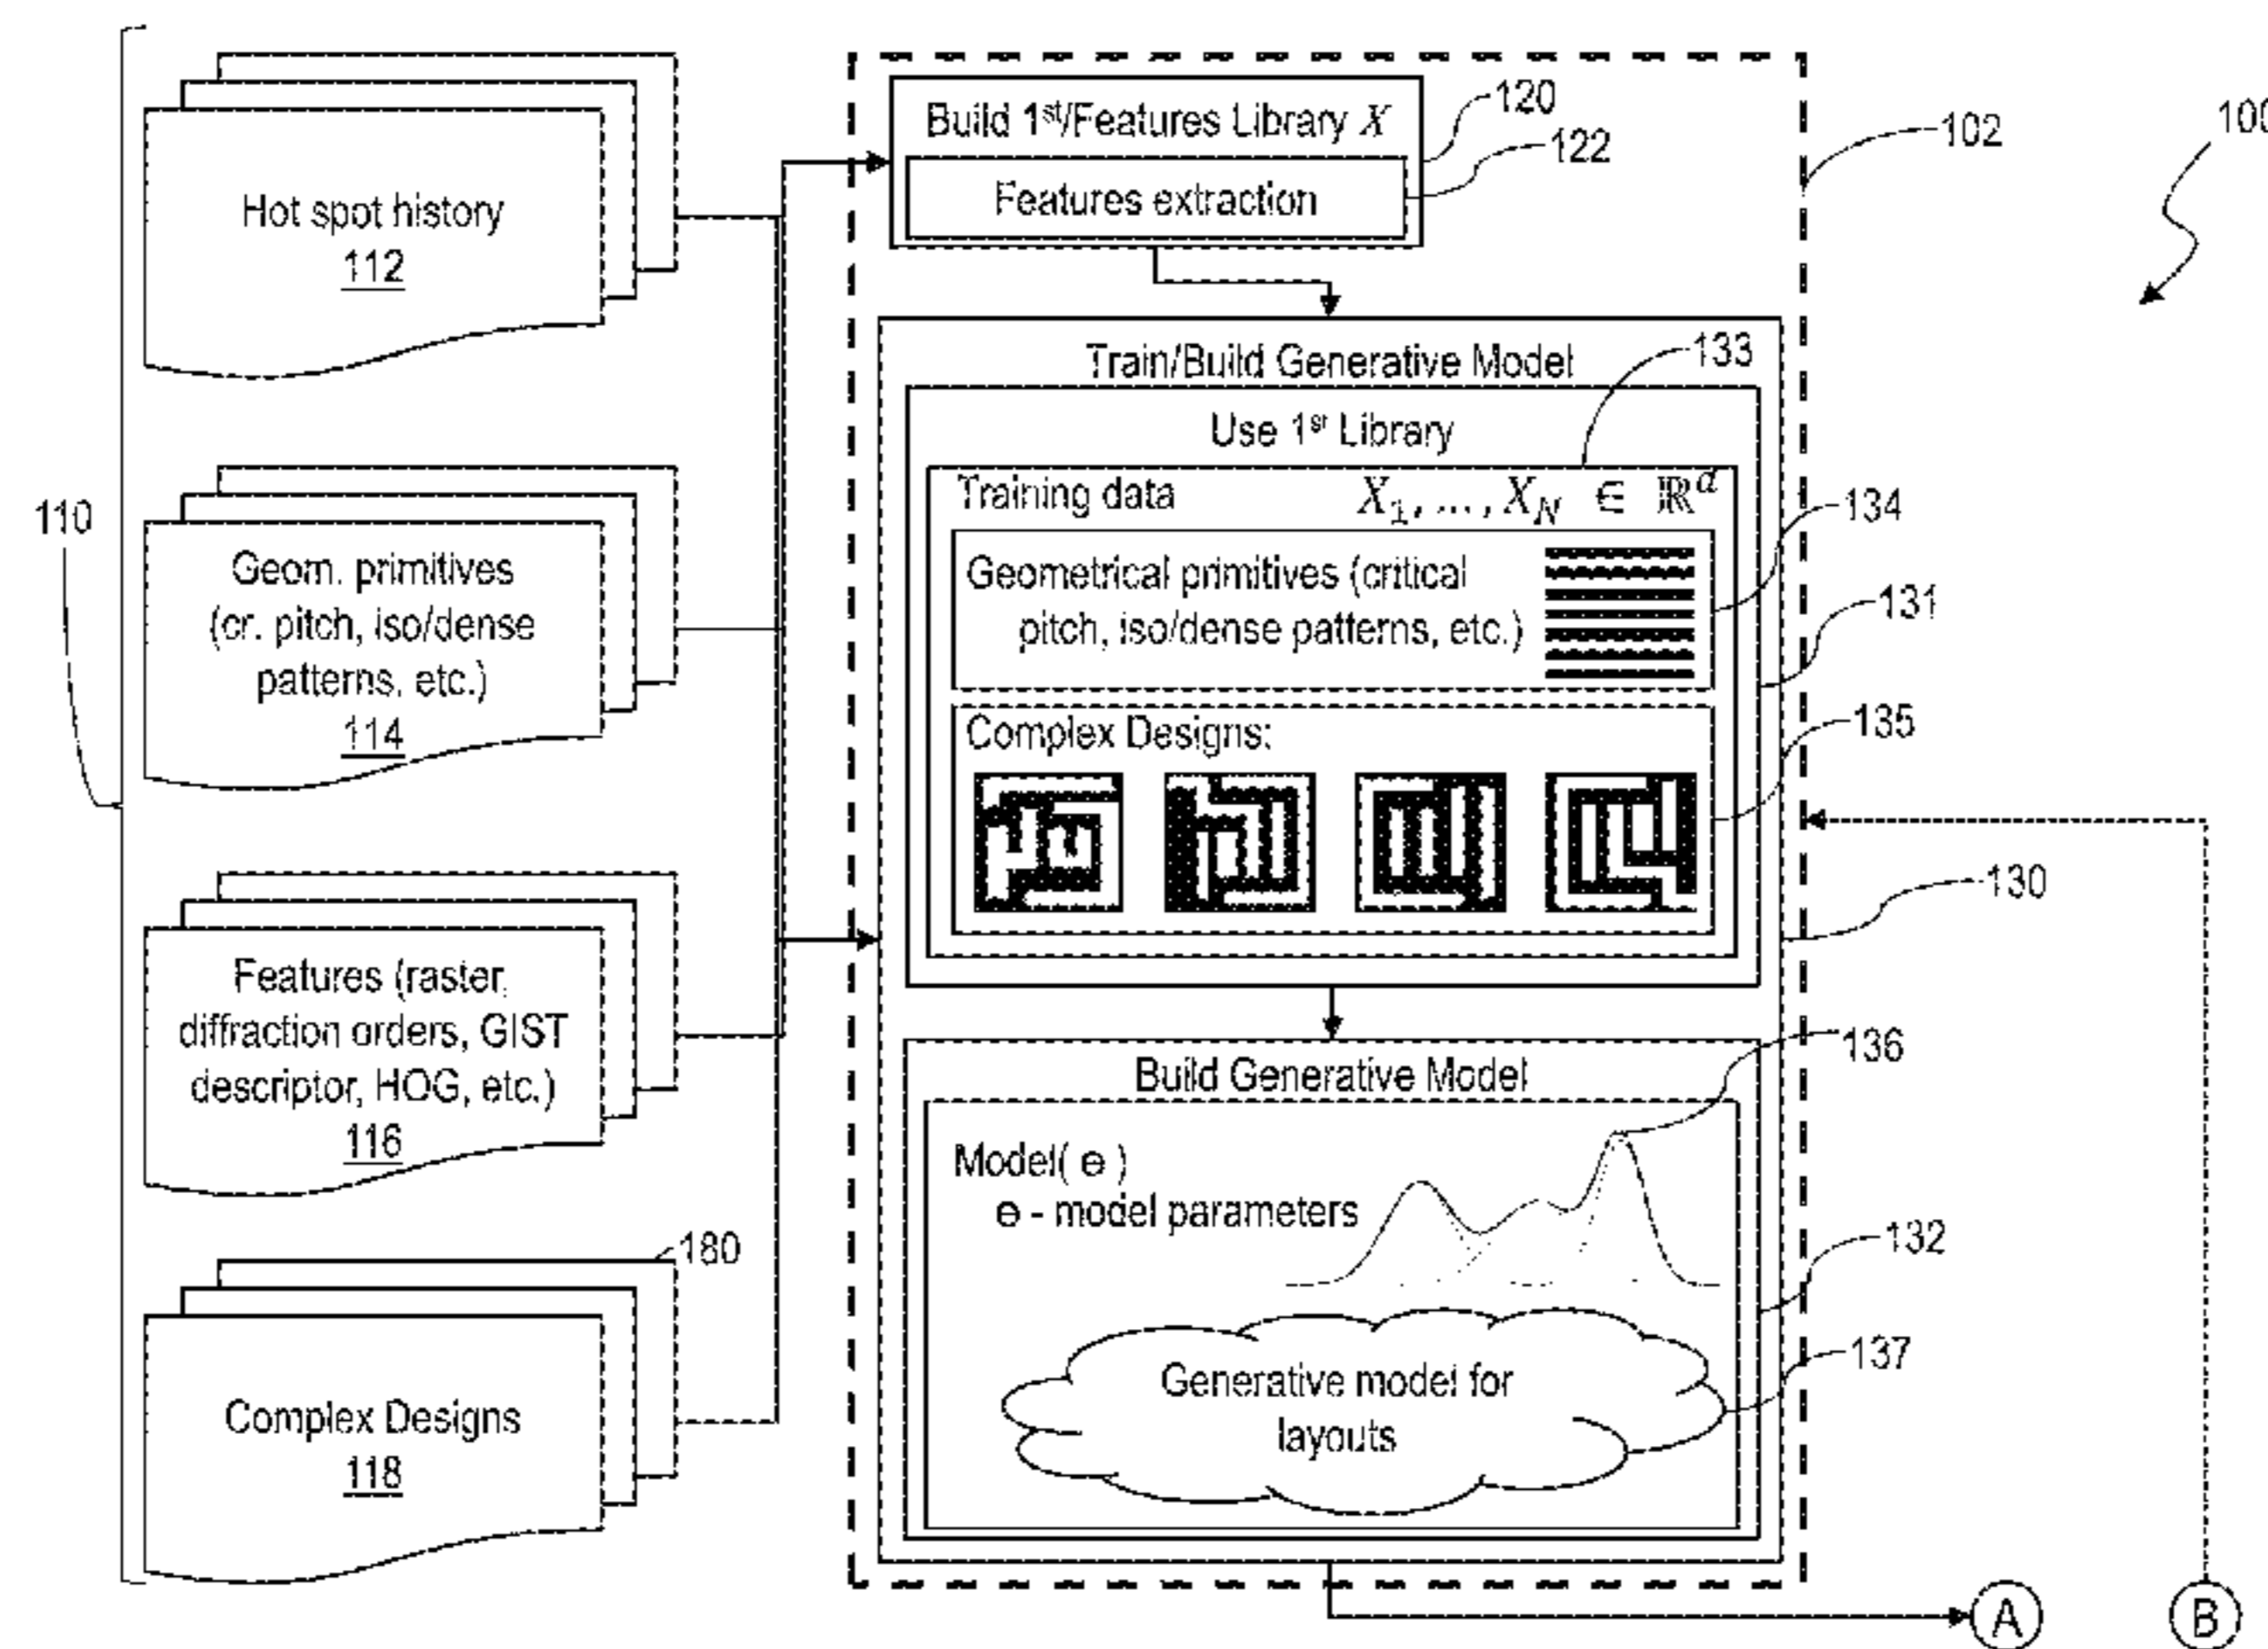 110
Hot spot history
112
Geom. primitives
(cr. pitch, iso/dense
patterns, etc.)
114
Features (raster,
diffraction orders, GIST
descriptor, HOG, etc.)
116
180
Complex Designs
118
Build 1st/Features Library X
Features extraction
120
122
102
100
Train/Build Generative Model
133
Use 1st Library
Training data X1, ..., XN ∈ ℝd
134
Geometrical primitives (critical
pitch, iso/dense patterns, etc.)
131
Complex Designs:
135
130
Build Generative Model
136
Model( ө )
ө - model parameters
132
Generative model for
layouts
137
A
B